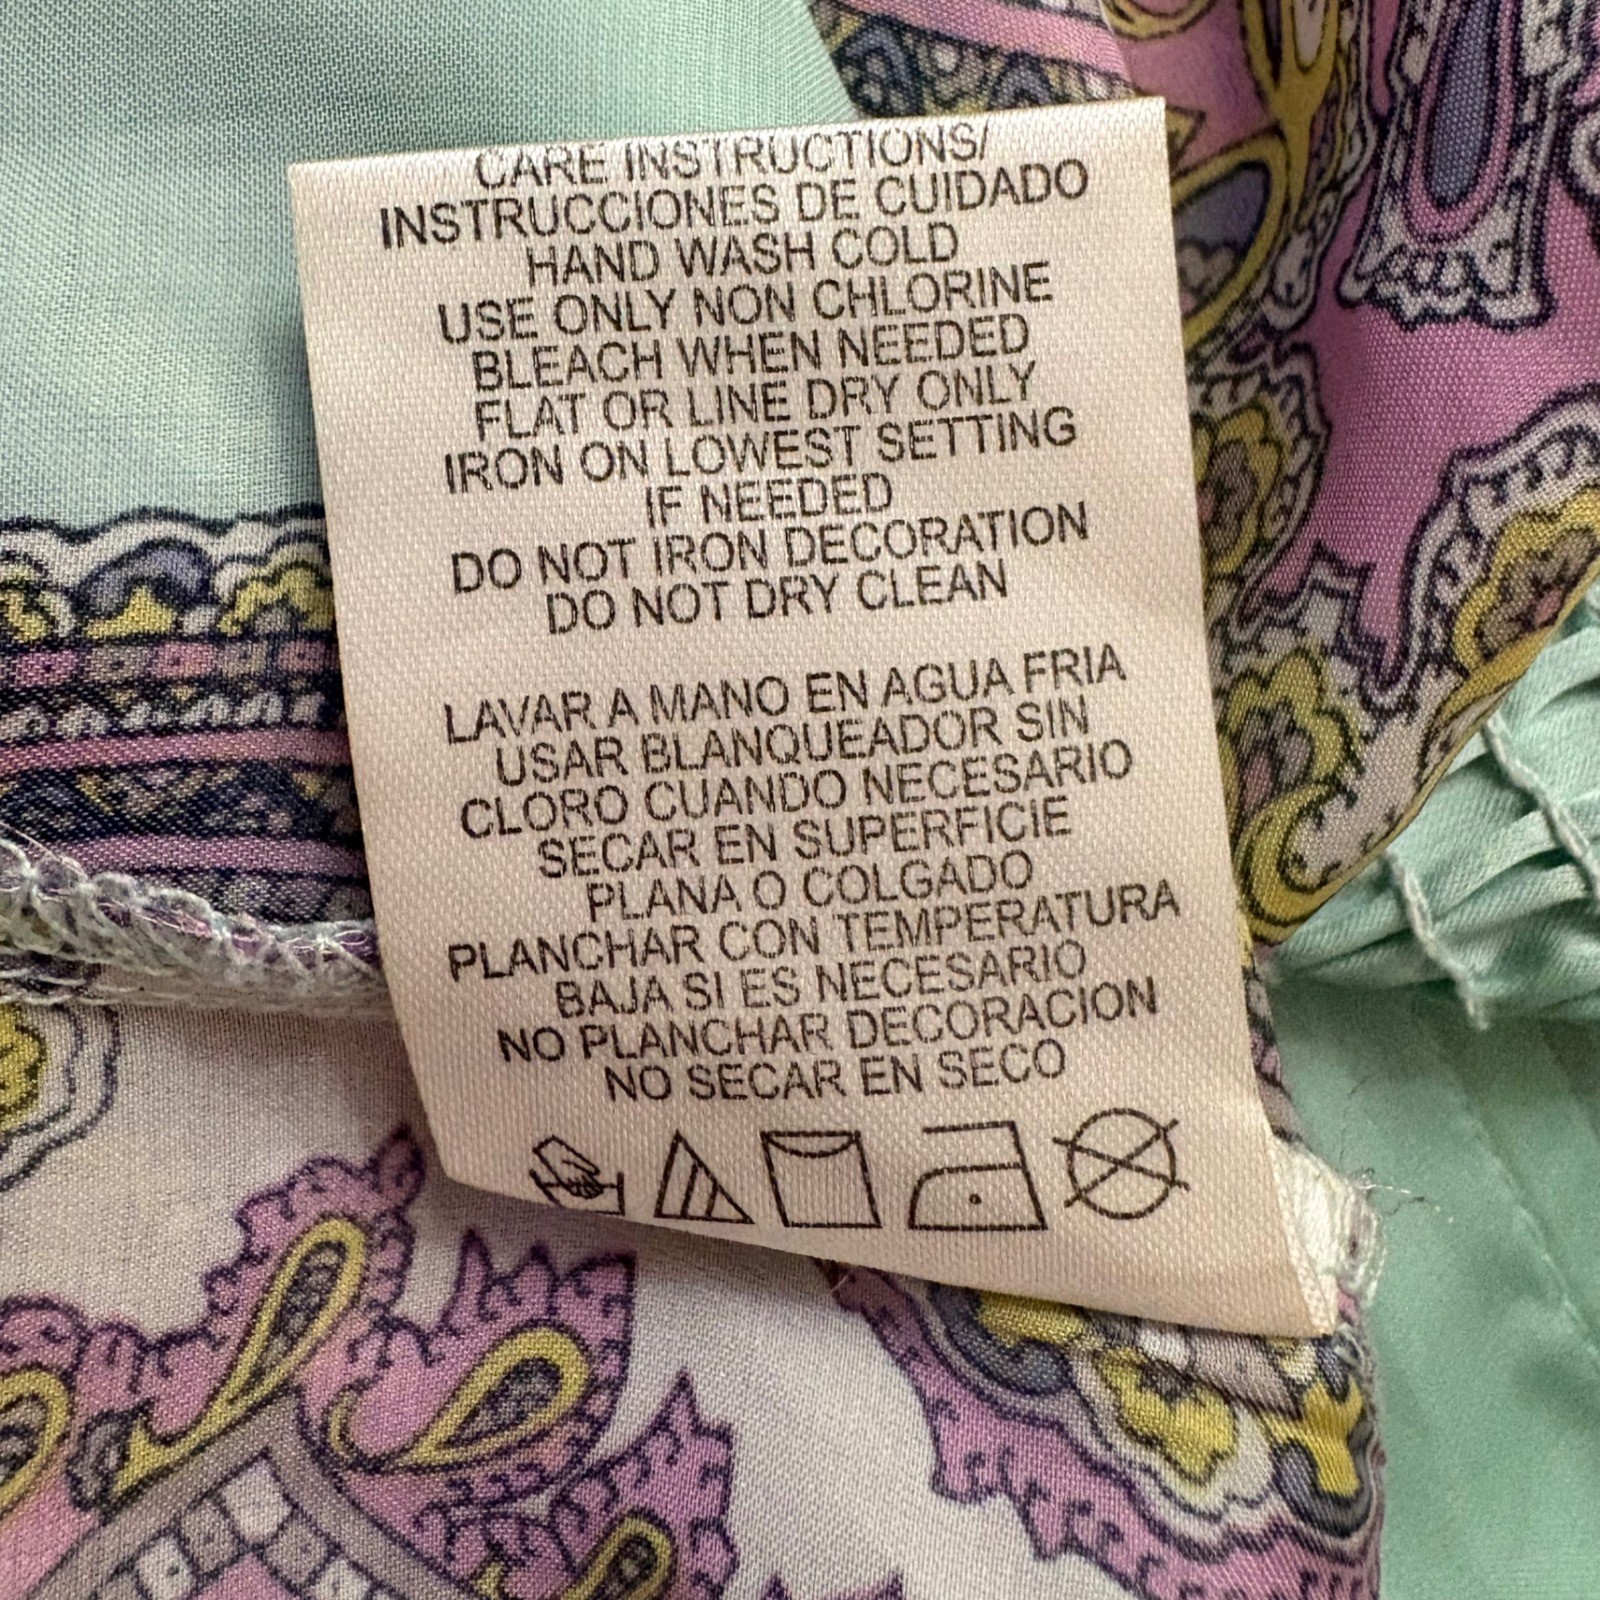 CARE INSTRUCTIONS/
INSTRUCCIONES DE CUIDADO
HAND WASH COLD
USE ONLY NON CHLORINE
BLEACH WHEN NEEDED
FLAT OR LINE DRY ONLY
IRON ON LOWEST SETTING
IF NEEDED
DO NOT IRON DECORATION
DO NOT DRY CLEAN
LAVAR A MANO EN AGUA FRIA
USAR BLANQUEADOR SIN
CLORO CUANDO NECESARIO
SECAR EN SUPERFICIE
PLANA O COLGADO
PLANCHAR CON TEMPERATURA
BAJA SI ES NECESARIO
NO PLANCHAR DECORACION
NO SECAR EN SECO